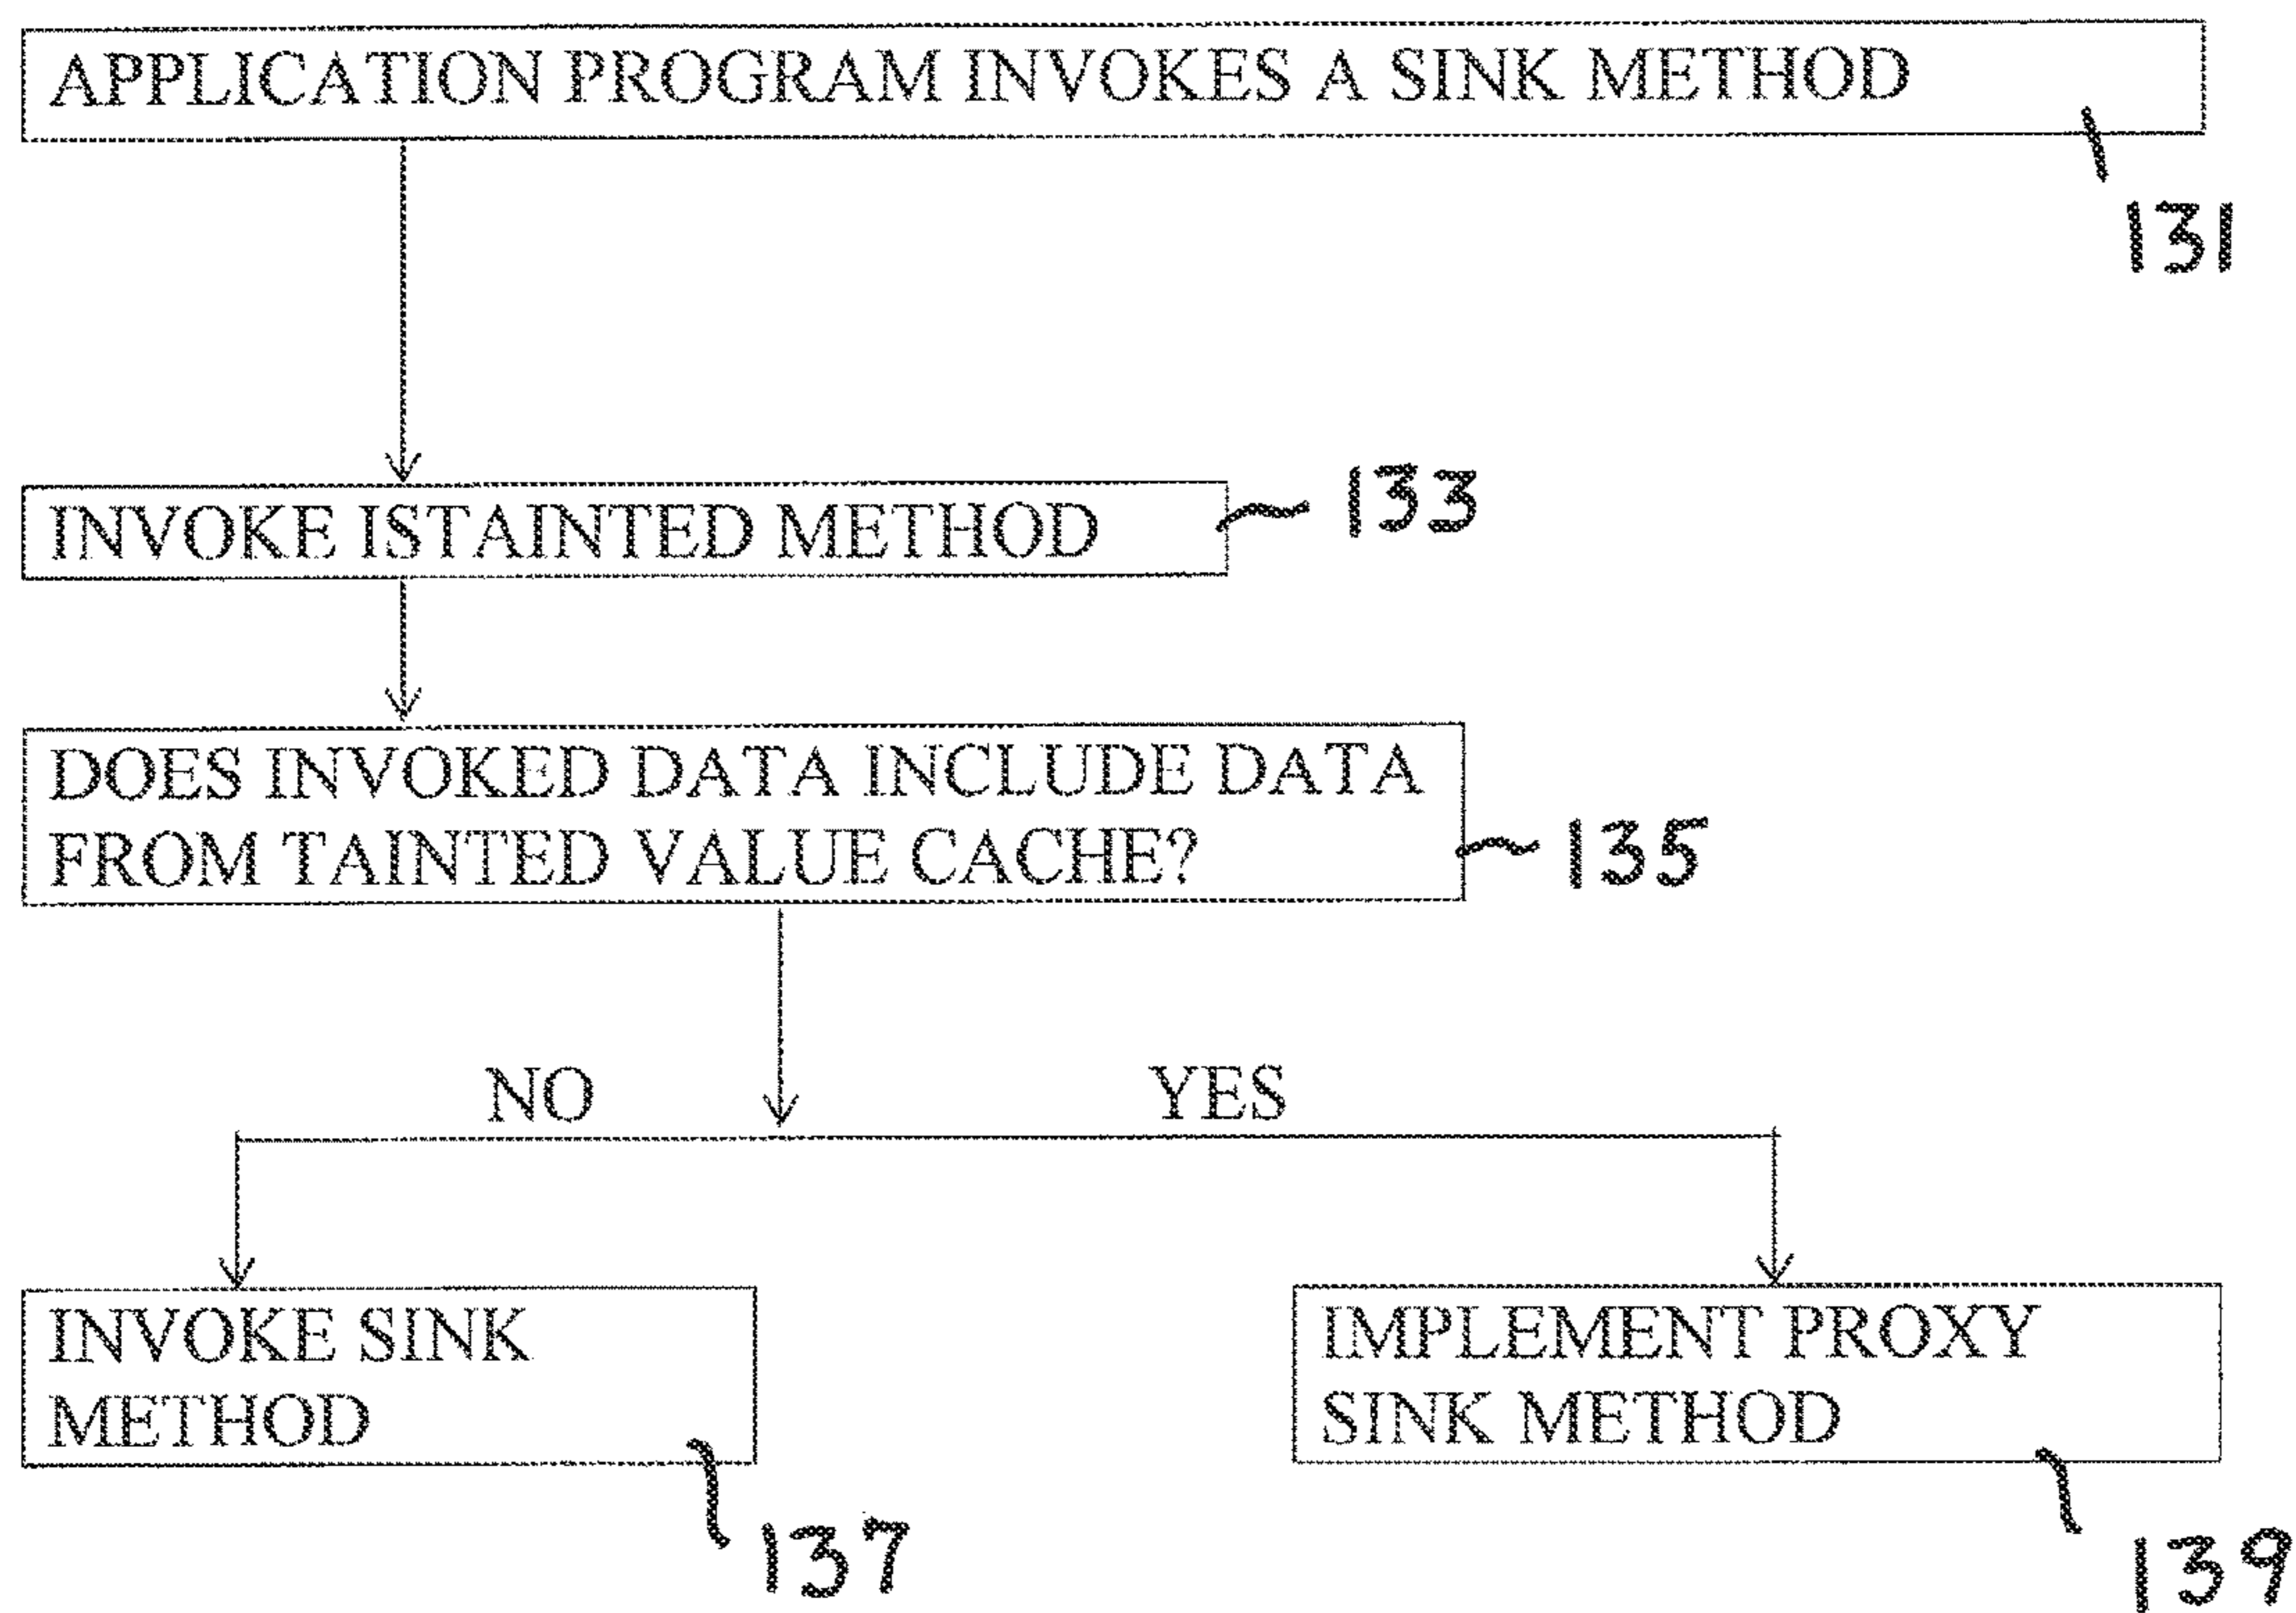 APPLICATION PROGRAM INVOKES A SINK METHOD
131
INVOKE ISTAINTED METHOD
133
DOES INVOKED DATA INCLUDE DATA
FROM TAINTED VALUE CACHE?
135
NO
YES
INVOKE SINK
METHOD
137
IMPLEMENT PROXY
SINK METHOD
139